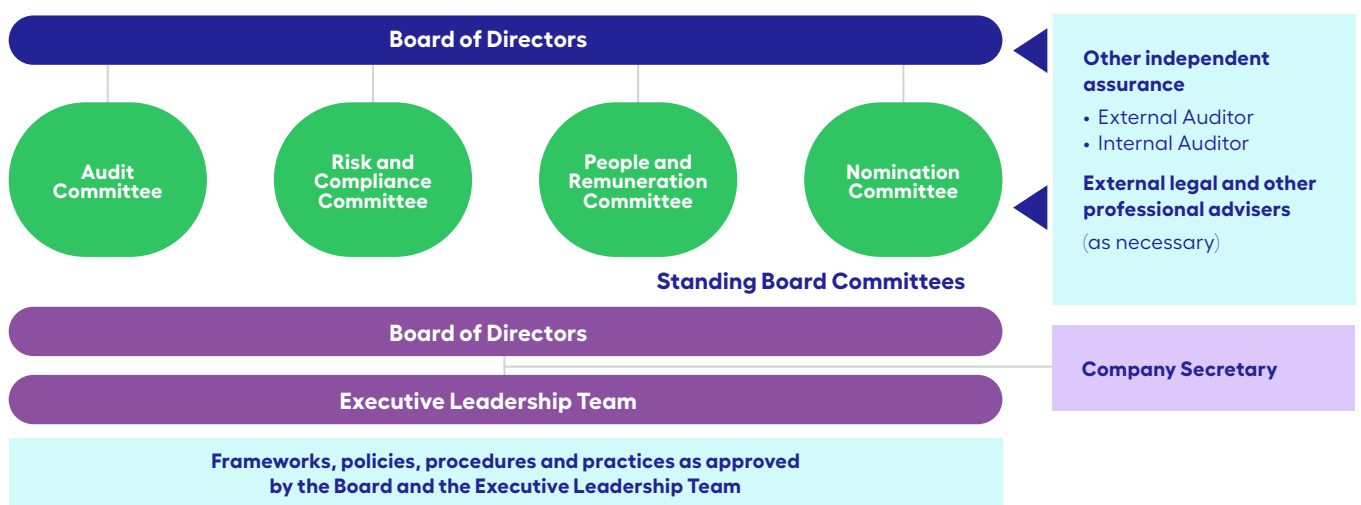 Board of Directors
Audit
Committee
Risk and
Compliance
Committee
People and
Remuneration
Committee
Nomination
Committee
Standing Board Committees
Other independent
assurance
• External Auditor
• Internal Auditor
External legal and other
professional advisers
(as necessary)
Board of Directors
Company Secretary
Executive Leadership Team
Frameworks, policies, procedures and practices as approved
by the Board and the Executive Leadership Team